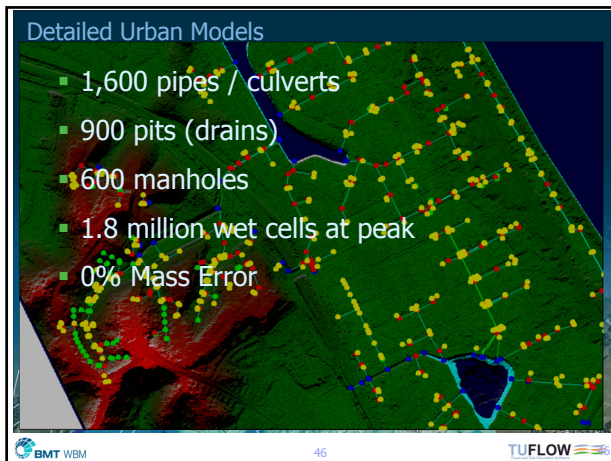 Detailed Urban Models
1,600 pipes / culverts
900 pits (drains)
600 manholes
1.8 million wet cells at peak
0% Mass Error
BMT WBM
46
TUFLOW
46